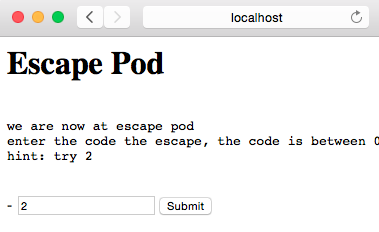 localhost
Escape Pod
we are now at escape pod
enter the code the escape, the code is between 0
hint: try 2
- 2 Submit